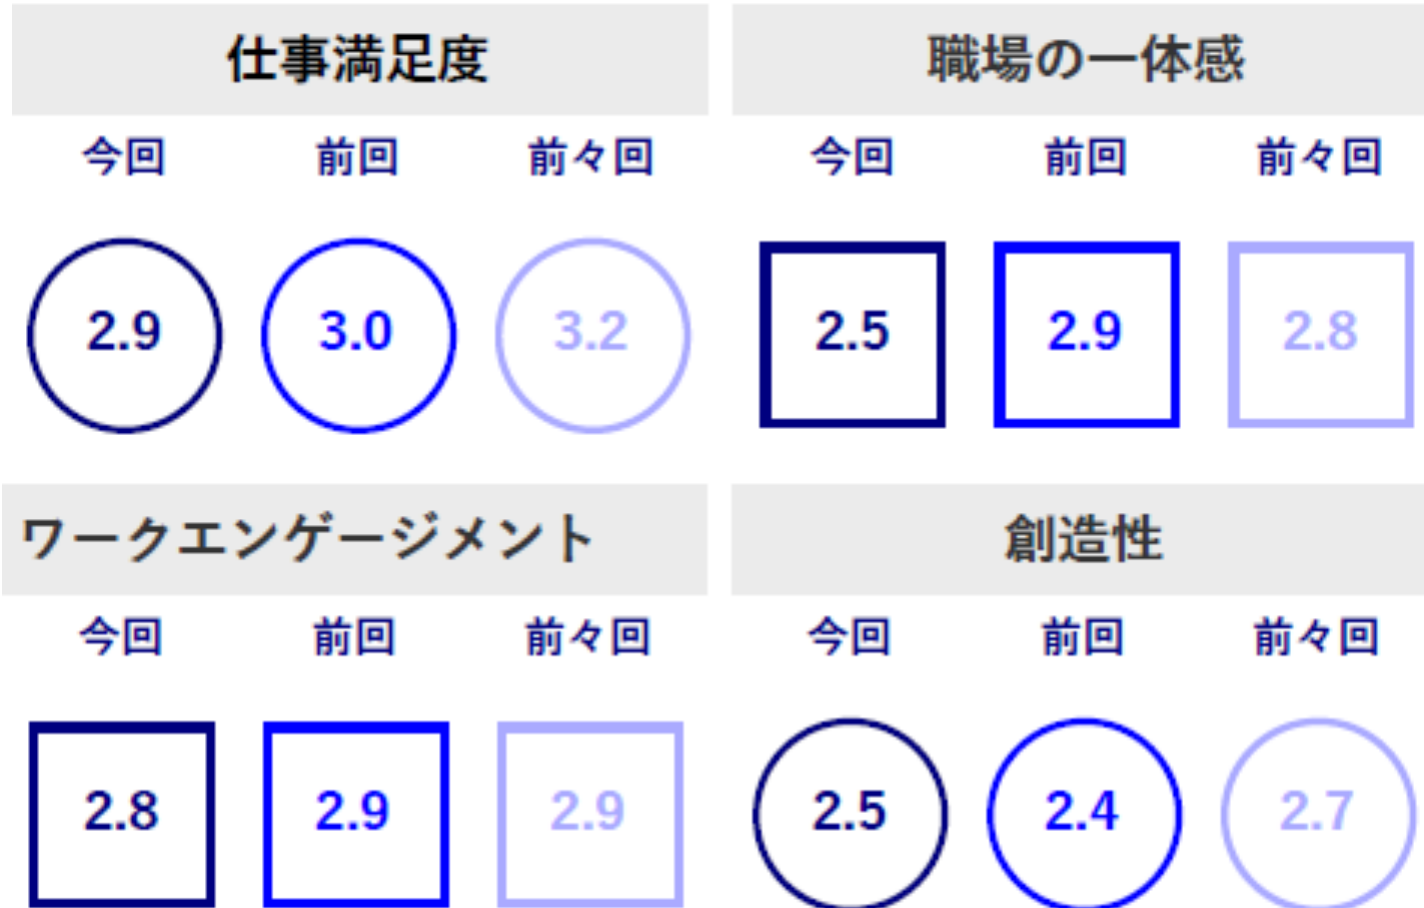 仕事満足度
今回 前回 前々回
2.9 3.0 3.2
職場の一体感
今回 前回 前々回
2.5 2.9 2.8
ワークエンゲージメント
今回 前回 前々回
2.8 2.9 2.9
創造性
今回 前回 前々回
2.5 2.4 2.7